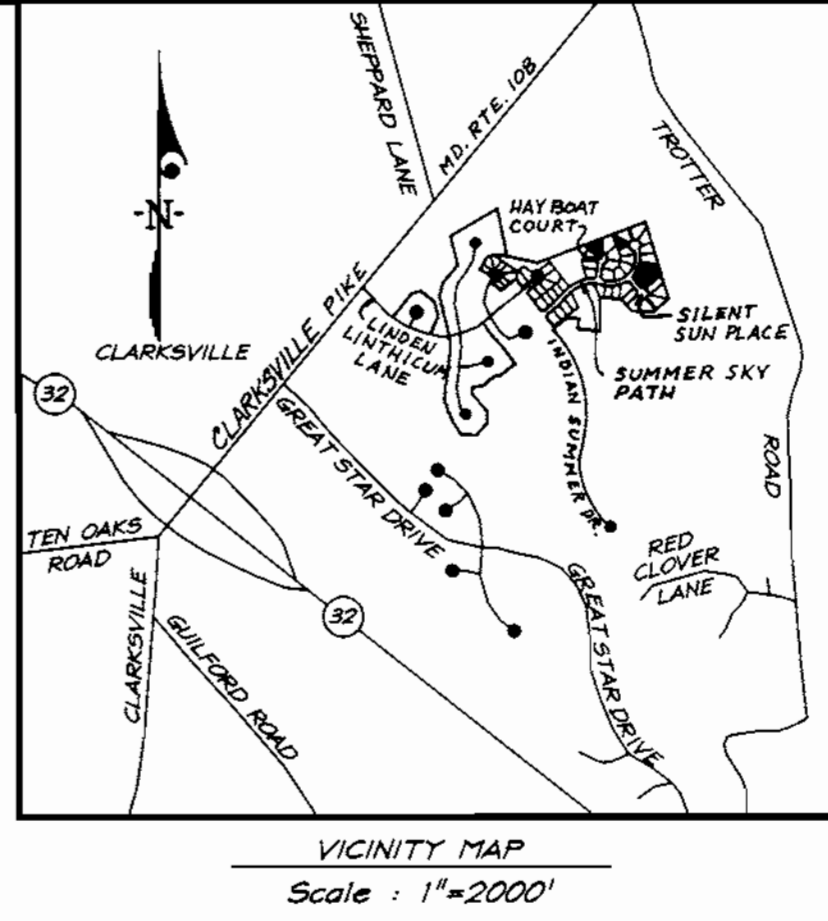 SHEPPARD LANE
MD. RTE. 108
TROTTER
-N-
HAY BOAT
COURT
CLARKSVILLE PIKE
LINDEN
LINTHICUM
LANE
SILENT
SUN PLACE
CLARKSVILLE
SUMMER SKY
PATH
32
INDIAN SUMMER DR.
GREAT STAR DRIVE
ROAD
TEN OAKS
ROAD
RED
CLOVER
LANE
GREAT STAR DRIVE
32
CLARKSVILLE
GUILFORD ROAD
VICINITY MAP
Scale : 1"=2000'